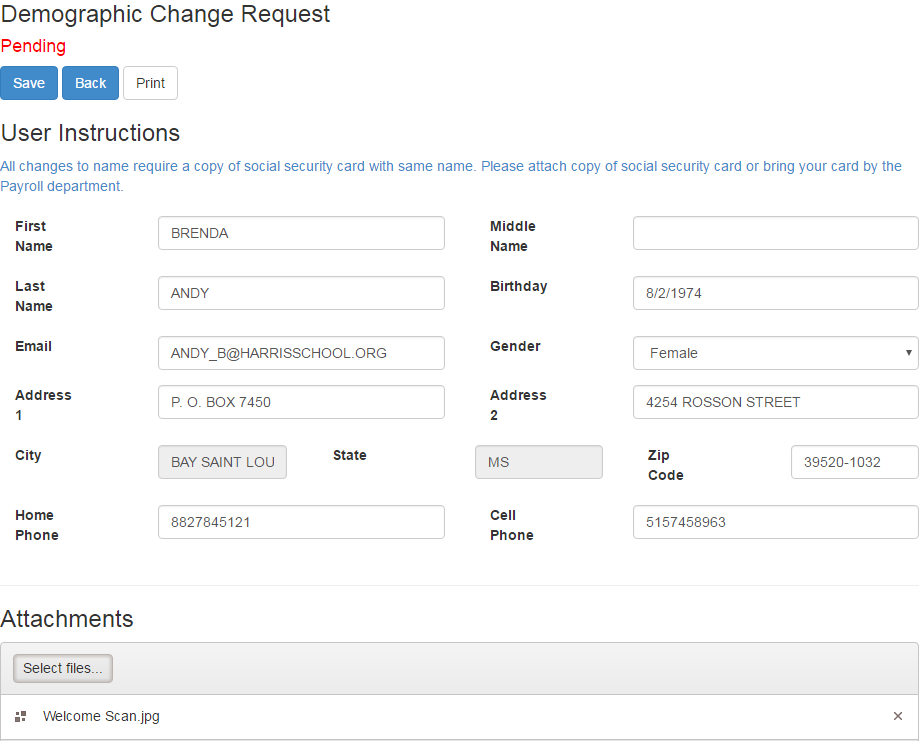 Demographic Change Request
Pending
Save Back Print
User Instructions
All changes to name require a copy of social security card with same name. Please attach copy of social security card or bring your card by the
Payroll department.
First
Name
BRENDA
Middle
Name
Last
Name
ANDY
Birthday
8/2/1974
Email
ANDY_B@HARRISSCHOOL.ORG
Gender
Female
Address
1
P. O. BOX 7450
Address
2
4254 ROSSON STREET
City
BAY SAINT LOU
State
MS
Zip
Code
39520-1032
Home
Phone
8827845121
Cell
Phone
5157458963
Attachments
Select files...
Welcome Scan.jpg